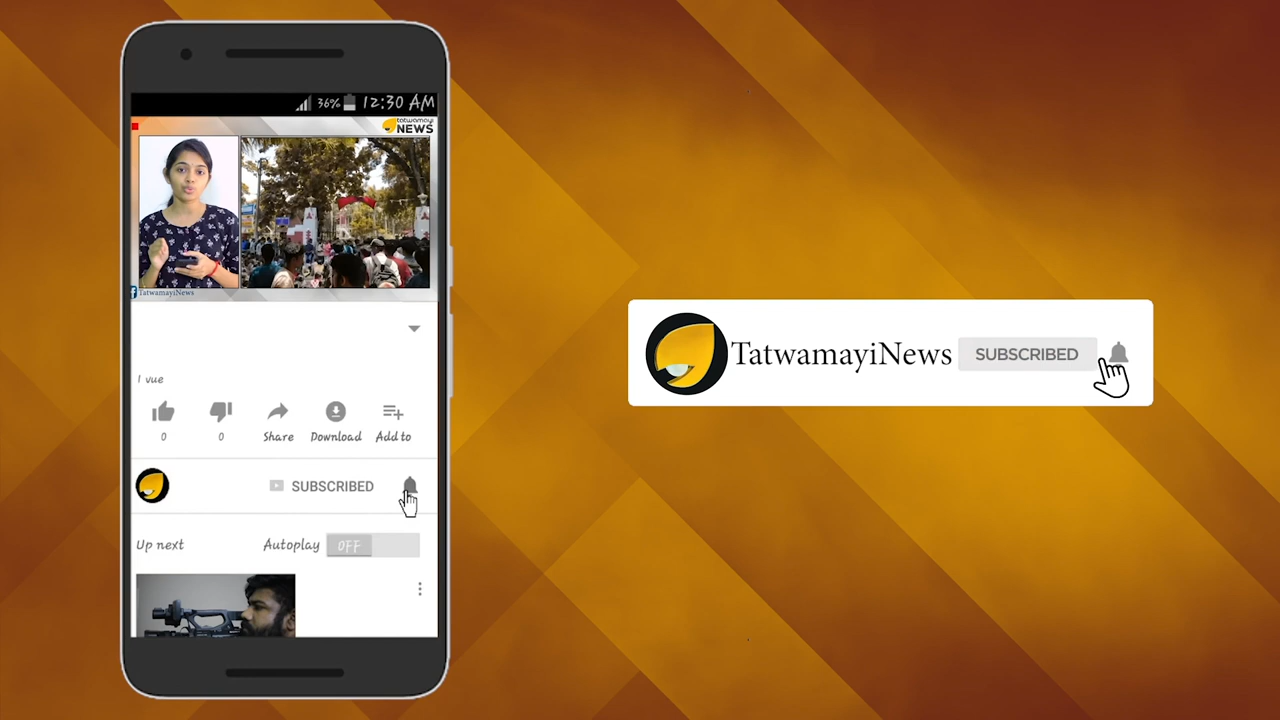 36% 12:30 AM
tatwamayi
NEWS
TatwamayiNews
1 vue
0 0 Share Download Add to
SUBSCRIBED
Up next Autoplay OFF
TatwamayiNews SUBSCRIBED